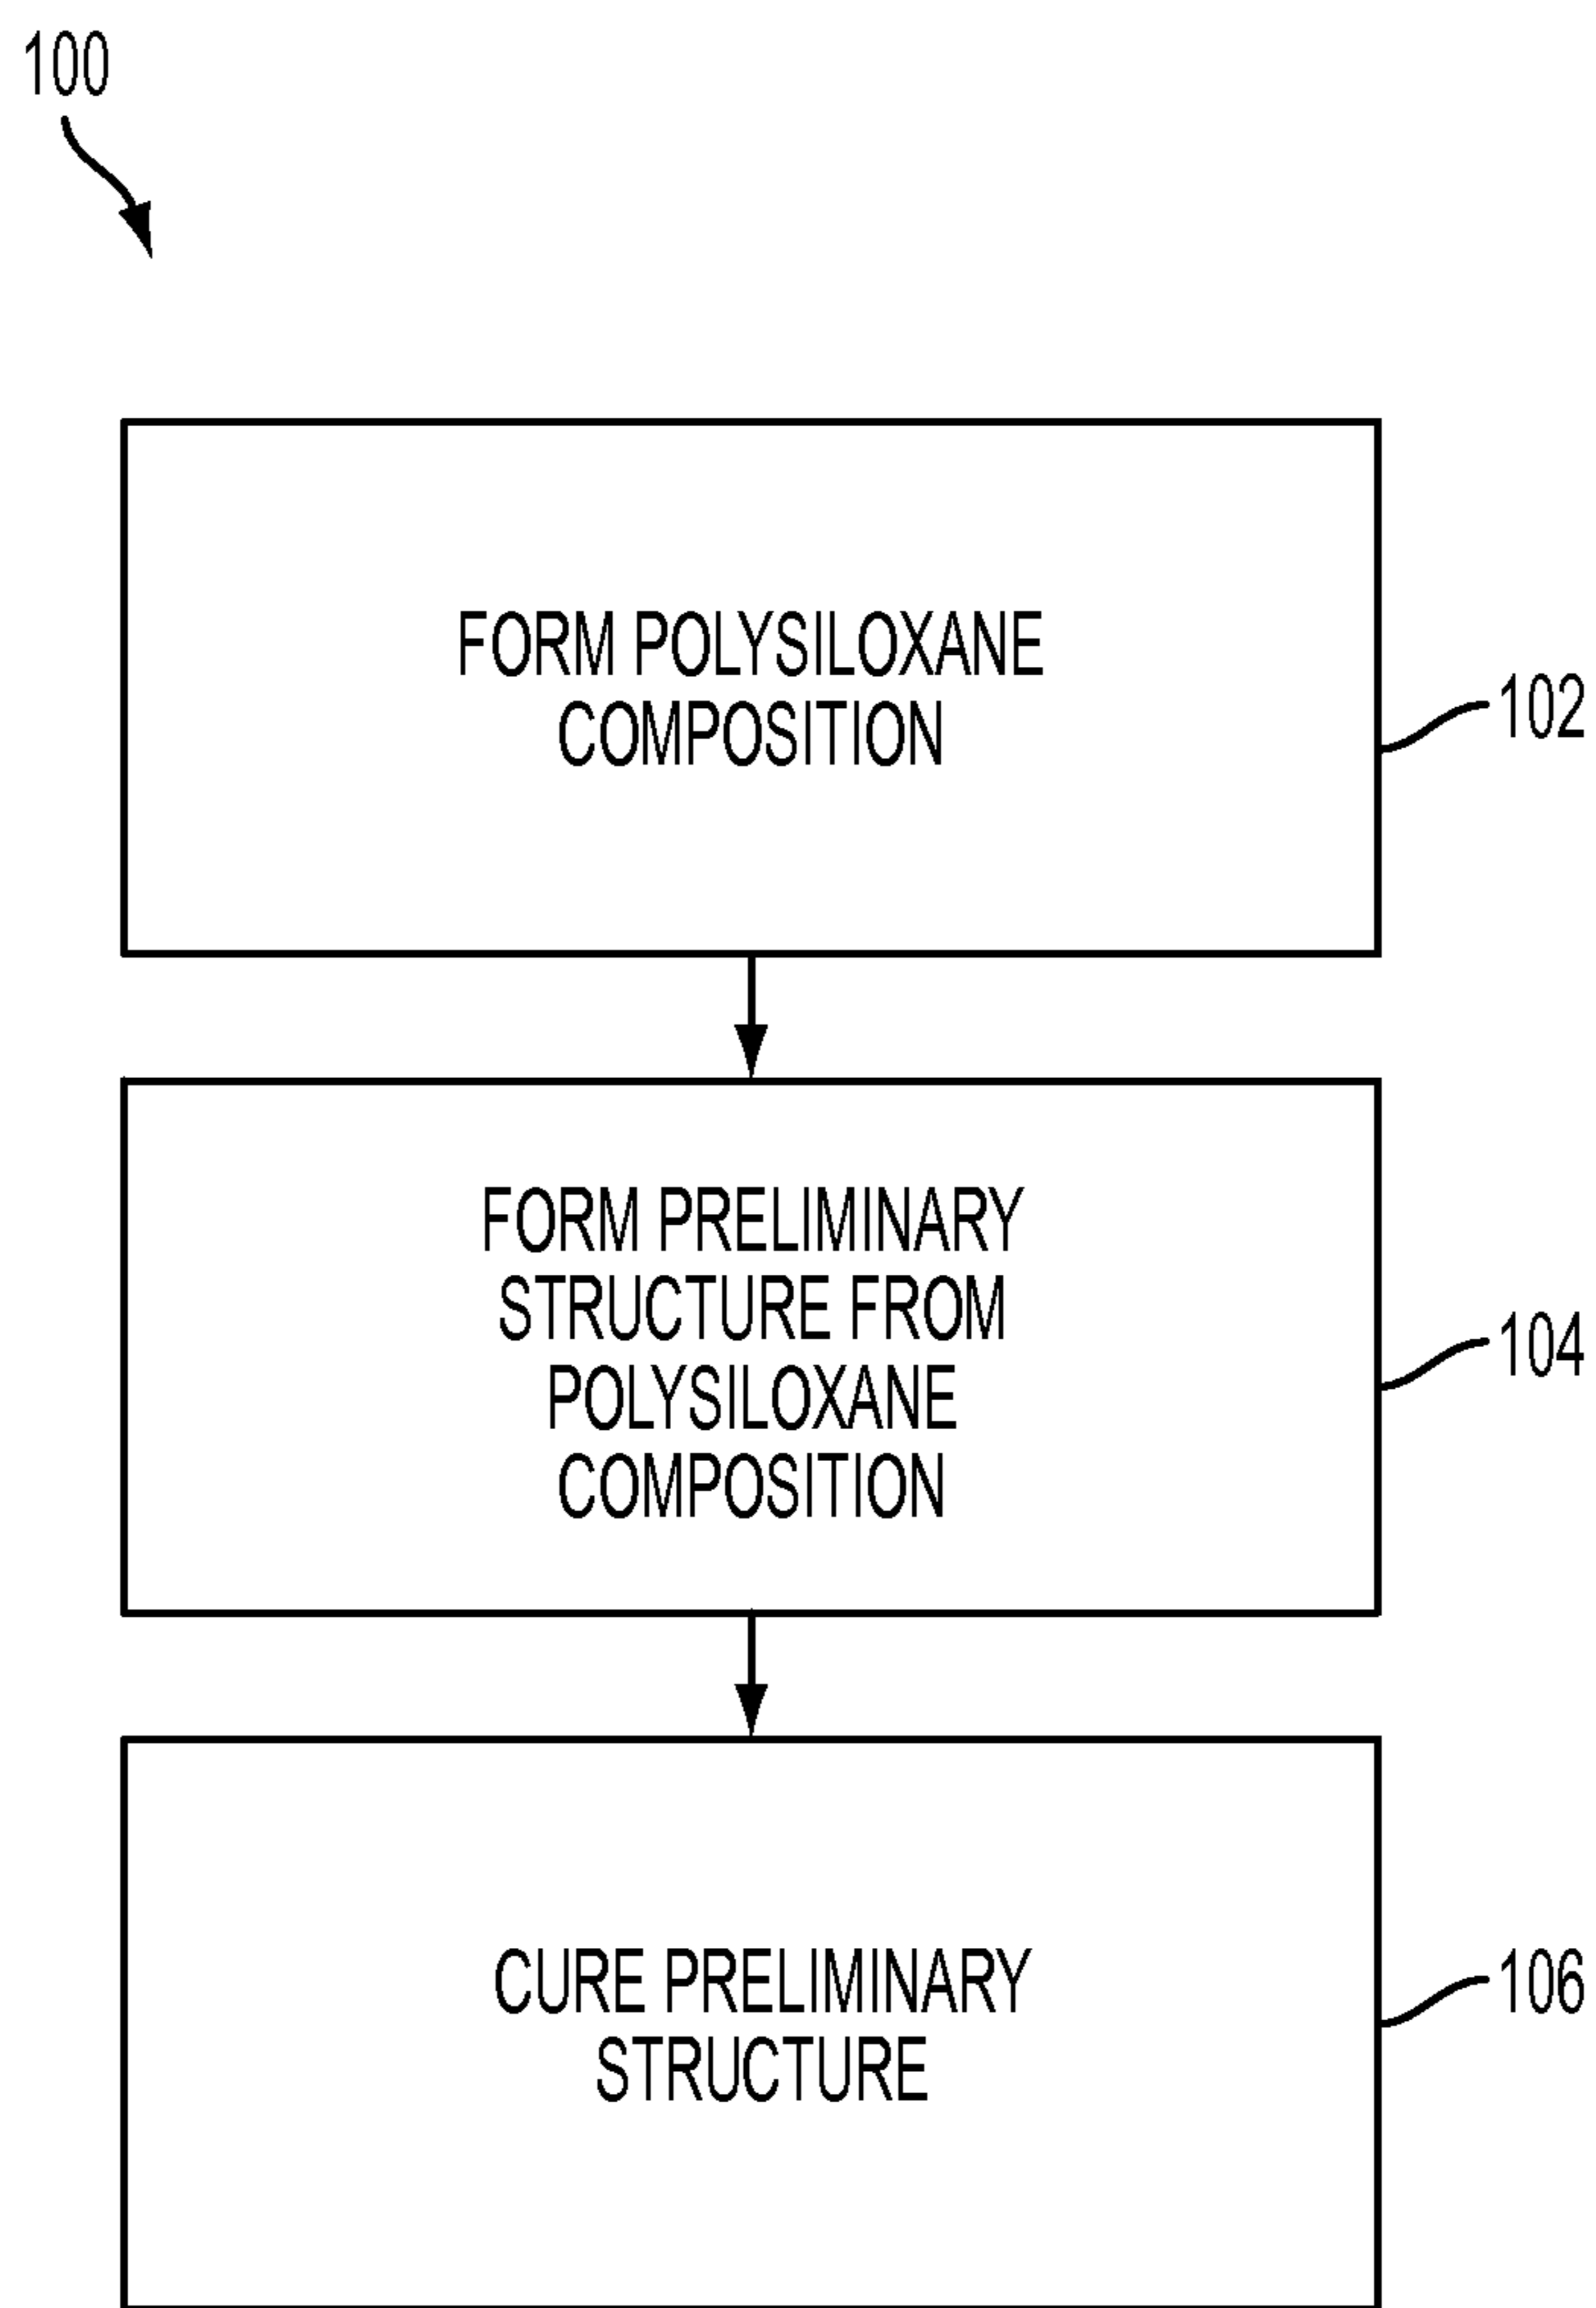 100
FORM POLYSILOXANE
COMPOSITION
102
FORM PRELIMINARY
STRUCTURE FROM
POLYSILOXANE
COMPOSITION
104
CURE PRELIMINARY
STRUCTURE
106